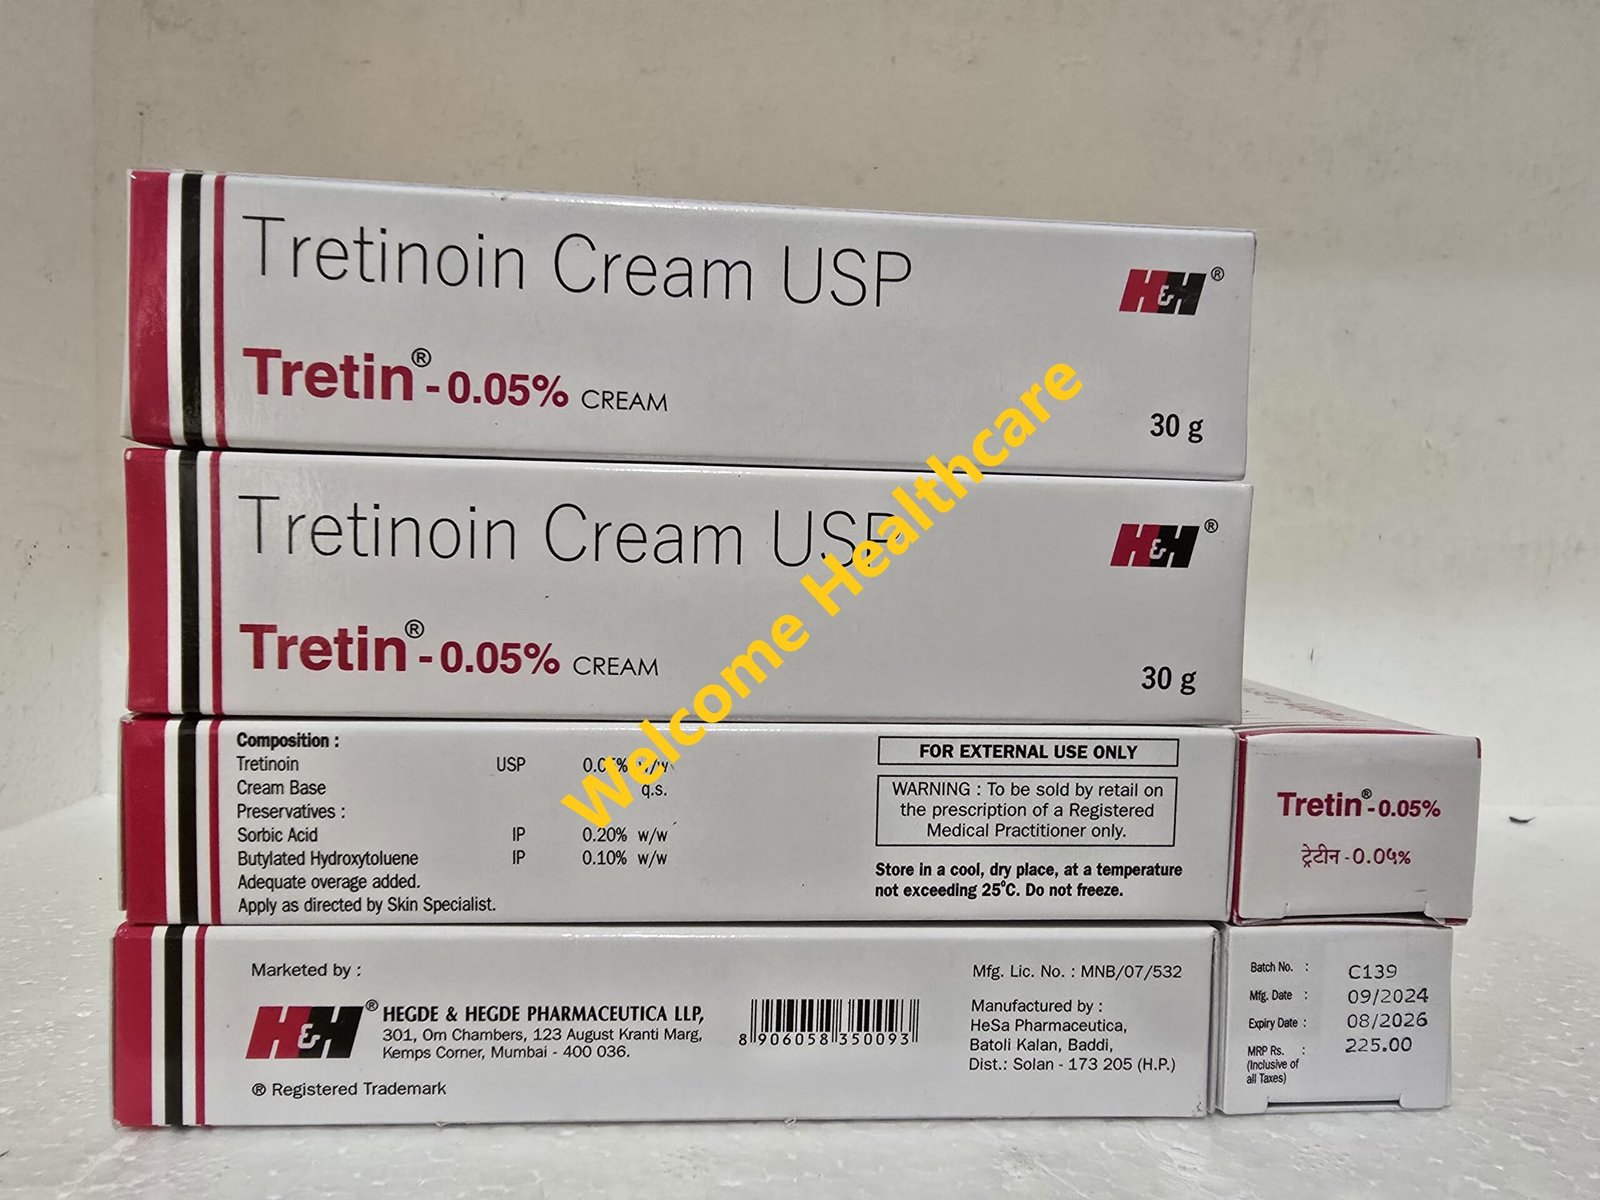 Tretinoin Cream USP
H&H®
Tretin®-0.05% CREAM
30 g
Tretinoin Cream USP
H&H®
Tretin®-0.05% CREAM
30 g
Composition :
Tretinoin USP 0.05% w/w
Cream Base q.s.
Preservatives :
Sorbic Acid IP 0.20% w/w
Butylated Hydroxytoluene IP 0.10% w/w
Adequate overage added.
Apply as directed by Skin Specialist.
FOR EXTERNAL USE ONLY
WARNING : To be sold by retail on
the prescription of a Registered
Medical Practitioner only.
Store in a cool, dry place, at a temperature
not exceeding 25°C. Do not freeze.
Tretin®-0.05%
ट्रेटीन -0.0५%
Marketed by :
H&H® HEGDE & HEGDE PHARMACEUTICA LLP,
301, Om Chambers, 123 August Kranti Marg,
Kemps Corner, Mumbai - 400 036.
® Registered Trademark
8 906058 350093
Mfg. Lic. No. : MNB/07/532
Manufactured by :
HeSa Pharmaceutica,
Batoli Kalan, Baddi,
Dist.: Solan - 173 205 (H.P.)
Batch No. : C139
Mfg. Date : 09/2024
Expiry Date : 08/2026
MRP Rs. : 225.00
(Inclusive of
all Taxes)
Welcome Healthcare